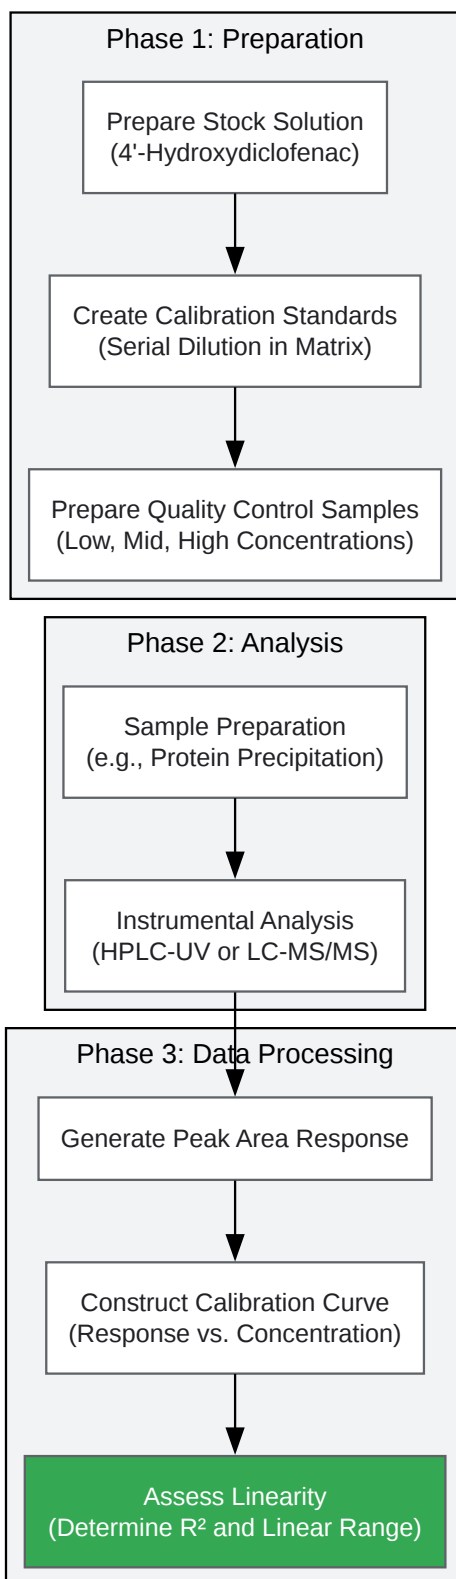 Phase 1: Preparation
Prepare Stock Solution
(4'-Hydroxydiclofenac)
Create Calibration Standards
(Serial Dilution in Matrix)
Prepare Quality Control Samples
(Low, Mid, High Concentrations)
Phase 2: Analysis
Sample Preparation
(e.g., Protein Precipitation)
Instrumental Analysis
(HPLC-UV or LC-MS/MS)
Phase 3: Data Processing
Generate Peak Area Response
Construct Calibration Curve
(Response vs. Concentration)
Assess Linearity
(Determine R² and Linear Range)